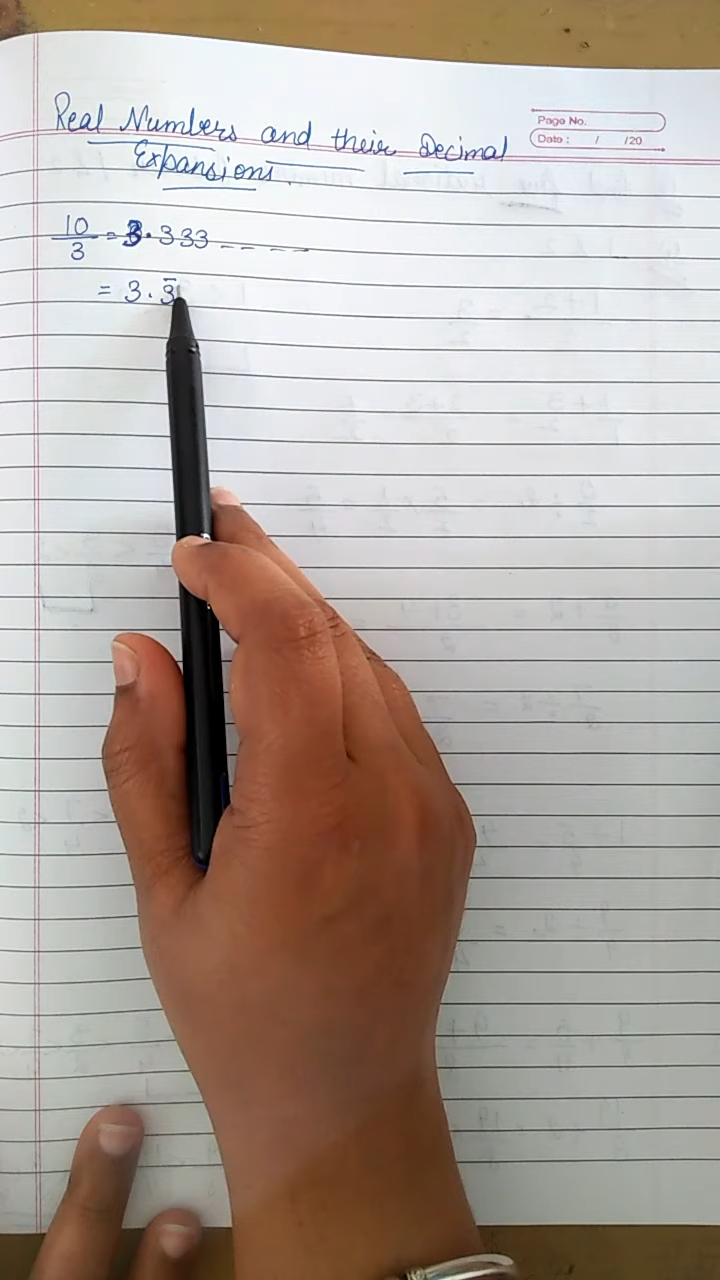 Page No.
Date : / /20
Real Numbers and their Decimal
Expansions.
10/3 = 3.333 - - - -
= 3.3̄